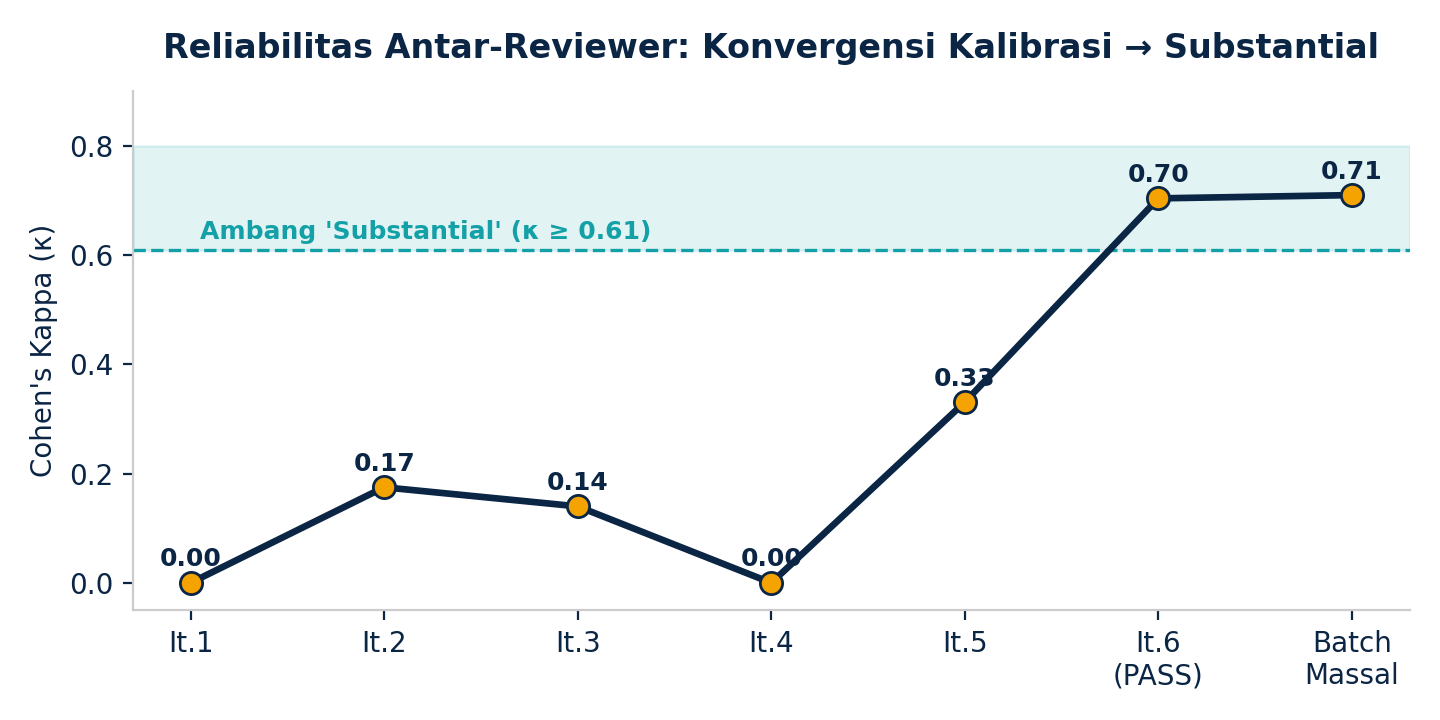 Reliabilitas Antar-Reviewer: Konvergensi Kalibrasi → Substantial
Cohen's Kappa (κ)
0.8
0.6
0.4
0.2
0.0
Ambang 'Substantial' (κ ≥ 0.61)
0.00
0.17
0.14
0.00
0.33
0.70
0.71
It.1
It.2
It.3
It.4
It.5
It.6
(PASS)
Batch
Massal